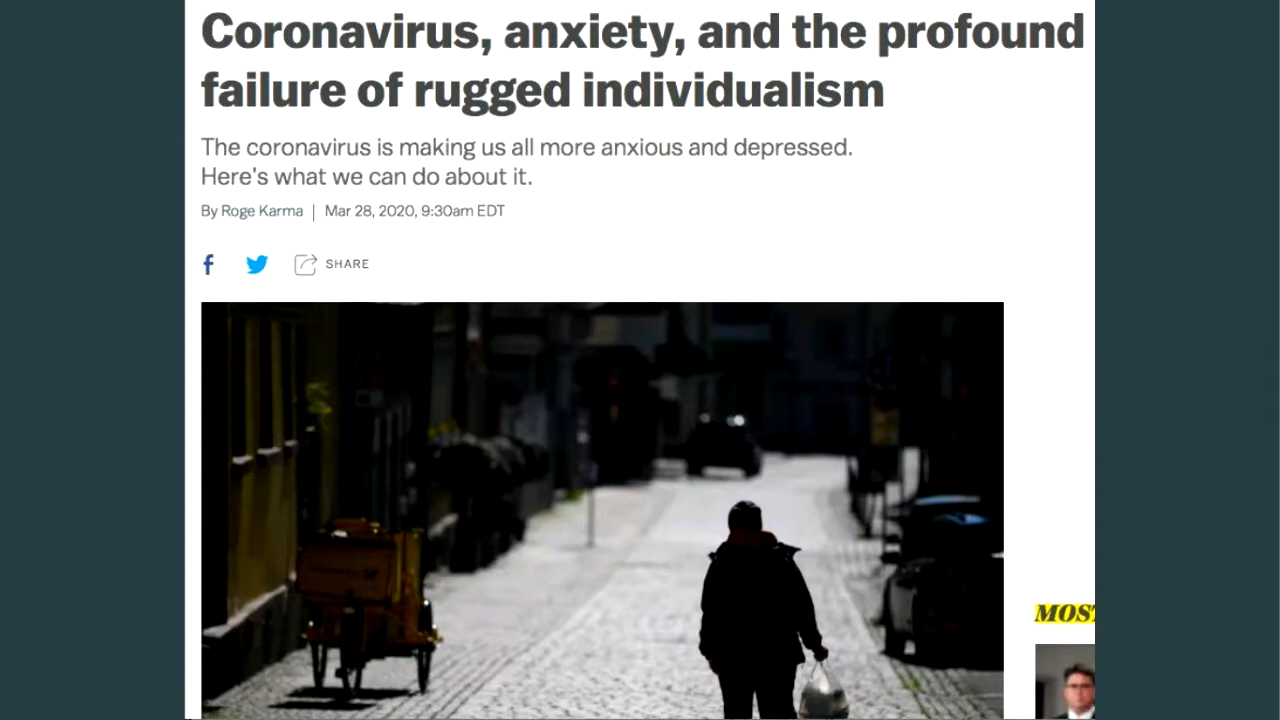 Coronavirus, anxiety, and the profound
failure of rugged individualism
The coronavirus is making us all more anxious and depressed.
Here's what we can do about it.
By Roge Karma | Mar 28, 2020, 9:30am EDT
SHARE